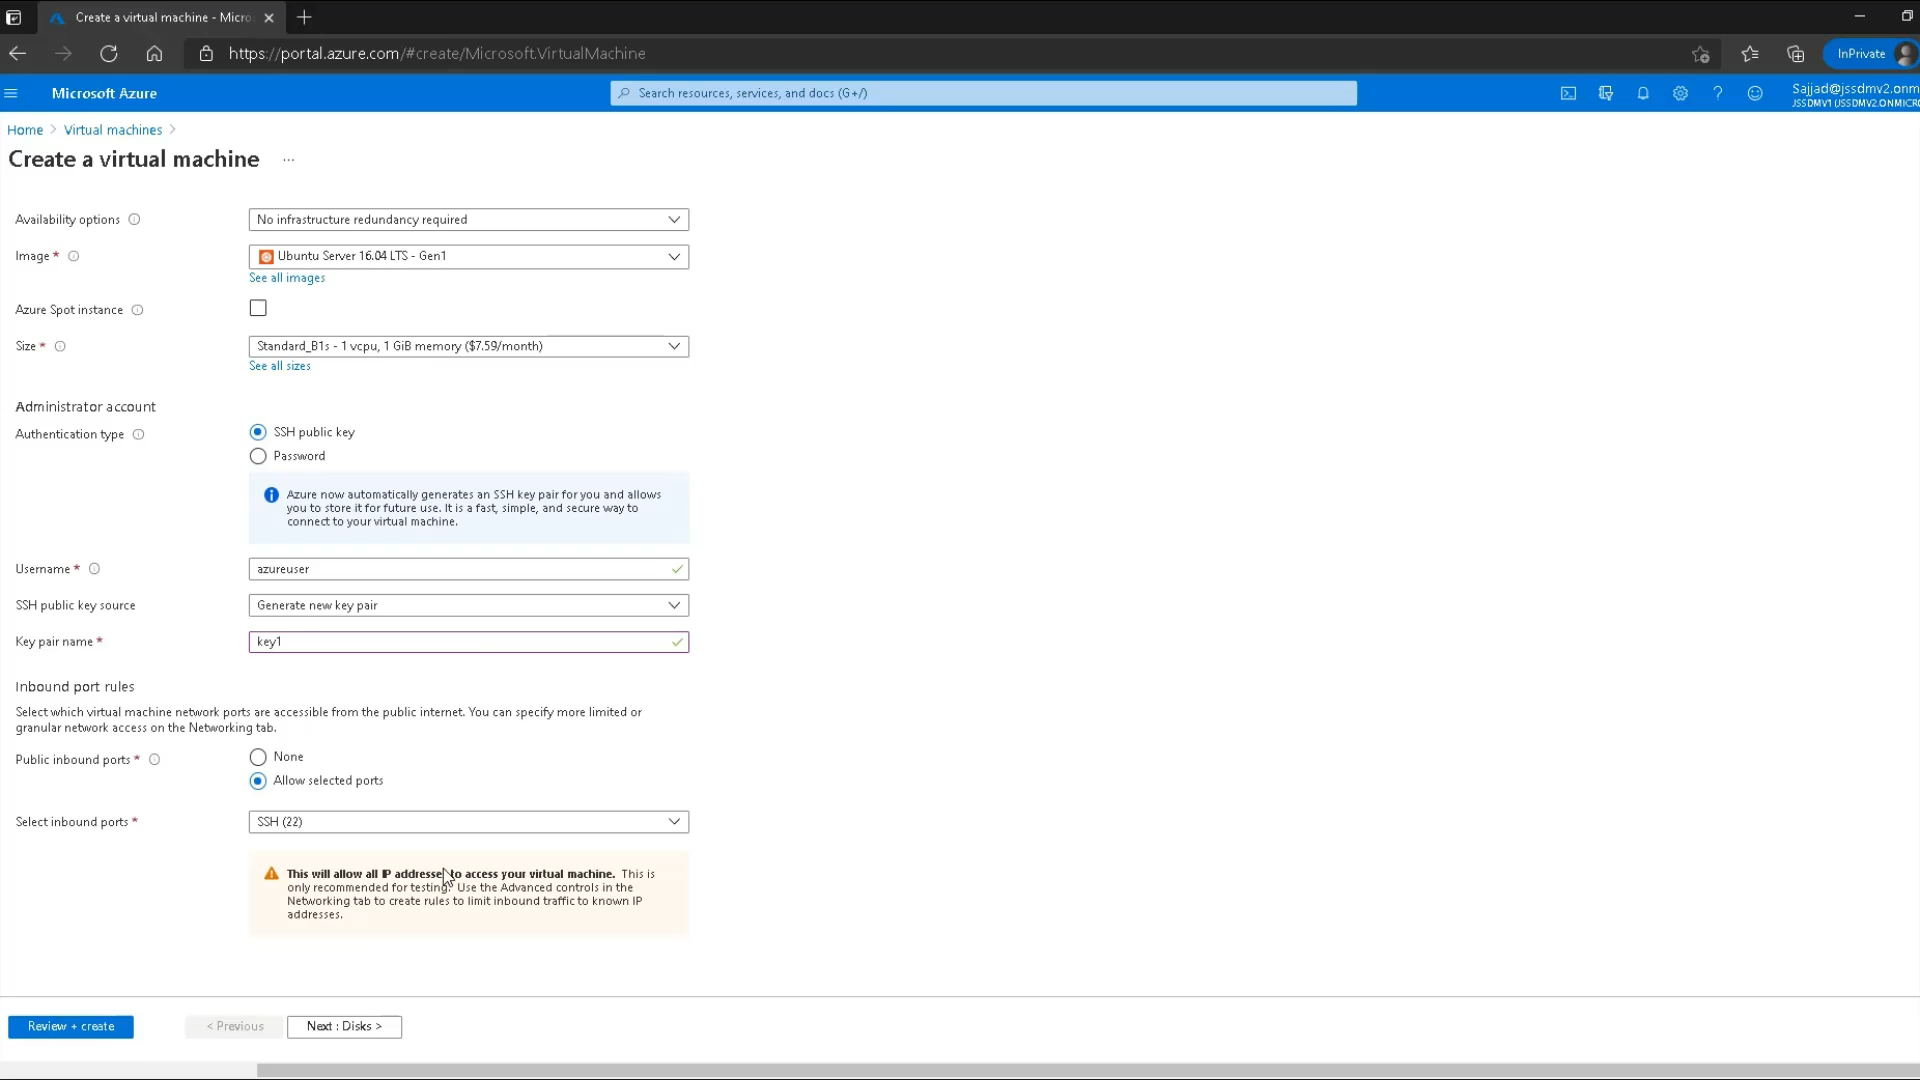 Create a virtual machine - Micro
https://portal.azure.com/#create/Microsoft.VirtualMachine
InPrivate
Microsoft Azure
Search resources, services, and docs (G+/)
Sajjad@jssdmv2.onm
JSSDMV1 (JSSDMV2.ONMICRO
Home > Virtual machines >
Create a virtual machine ...
Availability options
No infrastructure redundancy required
Image *
Ubuntu Server 16.04 LTS - Gen1
See all images
Azure Spot instance
Size *
Standard_B1s - 1 vcpu, 1 GiB memory ($7.59/month)
See all sizes
Administrator account
Authentication type
SSH public key
Password
Azure now automatically generates an SSH key pair for you and allows
you to store it for future use. It is a fast, simple, and secure way to
connect to your virtual machine.
Username *
azureuser
SSH public key source
Generate new key pair
Key pair name *
key1
Inbound port rules
Select which virtual machine network ports are accessible from the public internet. You can specify more limited or
granular network access on the Networking tab.
Public inbound ports *
None
Allow selected ports
Select inbound ports *
SSH (22)
This will allow all IP addresses to access your virtual machine. This is
only recommended for testing. Use the Advanced controls in the
Networking tab to create rules to limit inbound traffic to known IP
addresses.
Review + create
< Previous
Next : Disks >